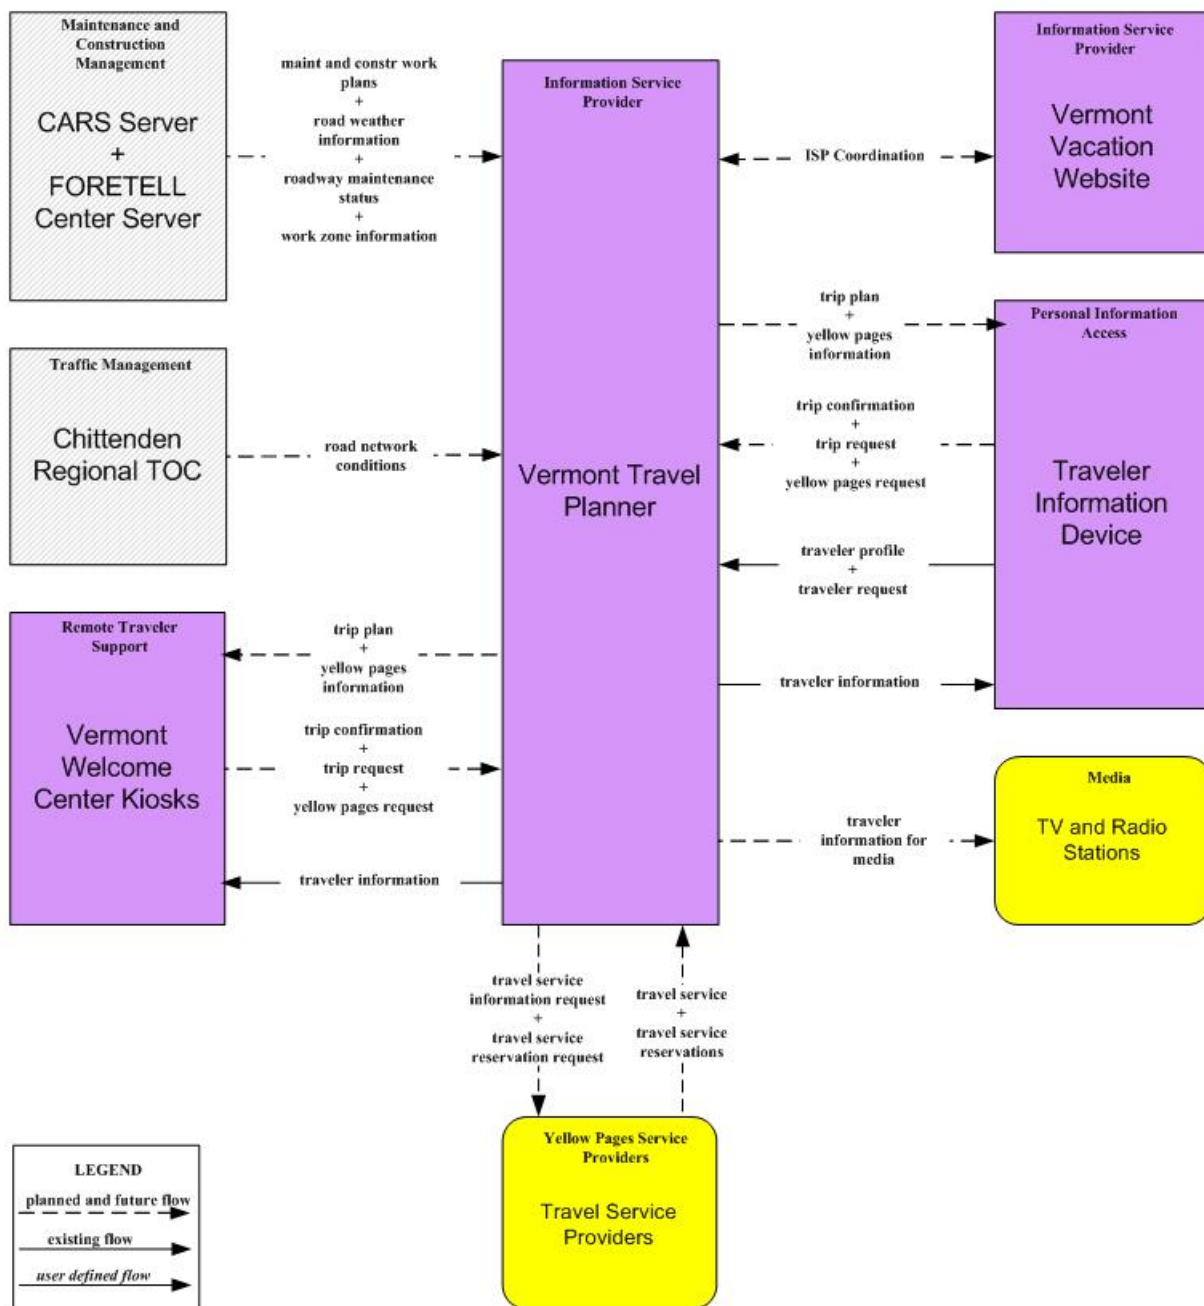 Maintenance and
Construction
Management
CARS Server
+
FORETELL
Center Server
maint and constr work
plans
+
road weather
information
+
roadway maintenance
status
+
work zone information
Information Service
Provider
Vermont Travel
Planner
ISP Coordination
Information Service
Provider
Vermont
Vacation
Website
trip plan
+
yellow pages
information
Personal Information
Access
Traveler
Information
Device
trip confirmation
+
trip request
+
yellow pages request
traveler profile
+
traveler request
traveler information
Traffic Management
Chittenden
Regional TOC
road network
conditions
Remote Traveler
Support
Vermont
Welcome
Center Kiosks
trip plan
+
yellow pages
information
trip confirmation
+
trip request
+
yellow pages request
traveler information
traveler
information for
media
Media
TV and Radio
Stations
travel service
information request
+
travel service
reservation request
travel service
+
travel service
reservations
Yellow Pages Service
Providers
Travel Service
Providers
LEGEND
planned and future flow
existing flow
user defined flow